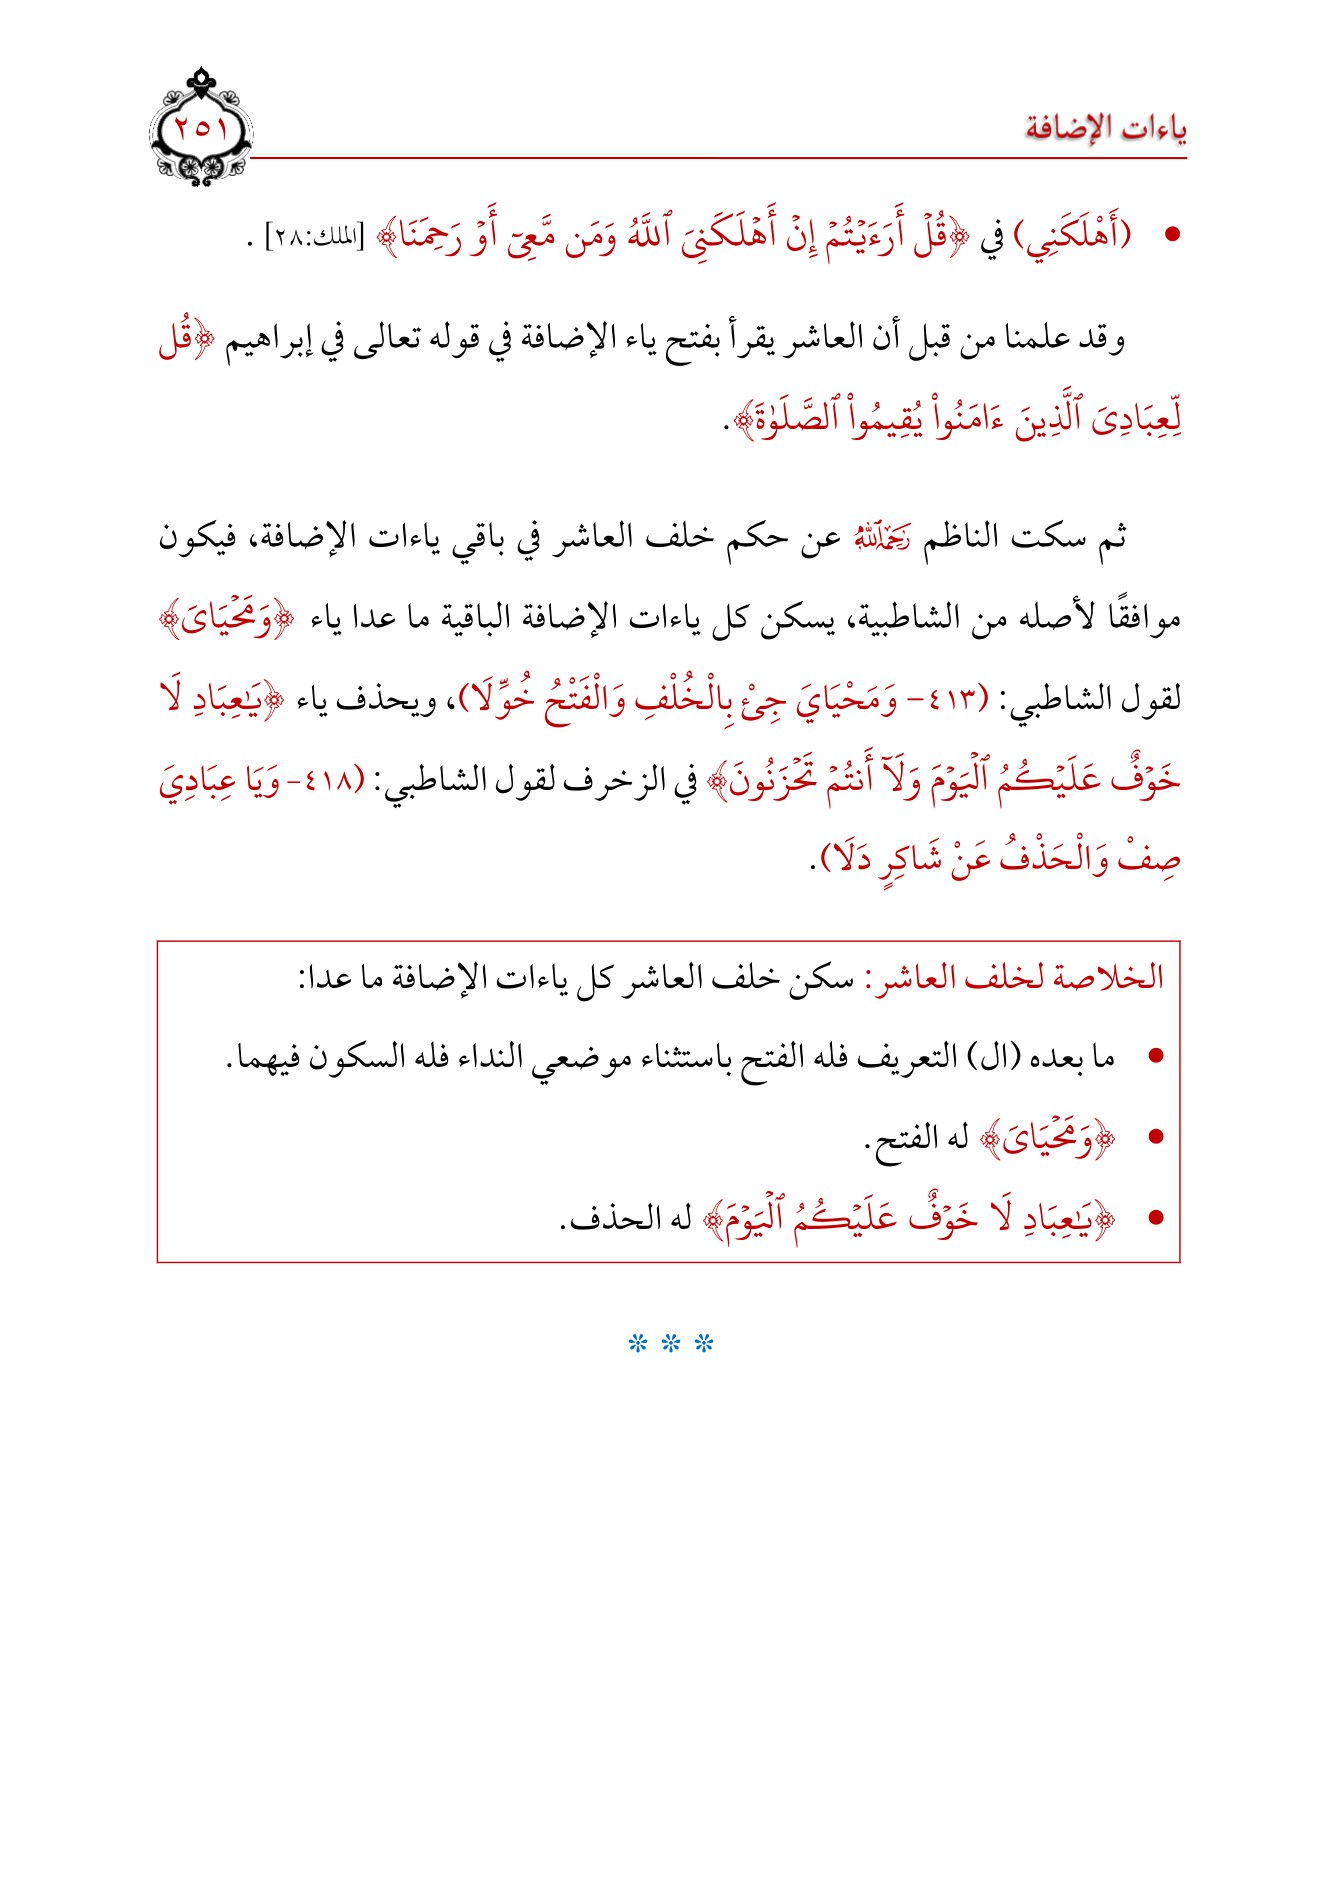 ياءات الإضافة
٢٥١
• (أَهْلَكَنِي) في ﴿قُلۡ أَرَءَيۡتُمۡ إِنۡ أَهۡلَكَنِيَ ٱللَّهُ وَمَن مَّعِيَ أَوۡ رَحِمَنَا﴾ [الملك:٢٨] .
وقد علمنا من قبل أن العاشر يقرأ بفتح ياء الإضافة في قوله تعالى في إبراهيم ﴿قُل
لِّعِبَادِيَ ٱلَّذِينَ ءَامَنُواْ يُقِيمُواْ ٱلصَّلَوٰةَ﴾.
ثم سكت الناظم رَحِمَهُ ٱللَّهُ عن حكم خلف العاشر في باقي ياءات الإضافة، فيكون
موافقًا لأصله من الشاطبية، يسكن كل ياءات الإضافة الباقية ما عدا ياء ﴿وَمَحۡيَايَ﴾
لقول الشاطبي: (٤١٣- وَمَحْيَايَ جِئْ بِالْخُلْفِ وَالْفَتْحُ خُوِّلَا)، ويحذف ياء ﴿يَٰعِبَادِ لَا
خَوۡفٌ عَلَيۡكُمُ ٱلۡيَوۡمَ وَلَآ أَنتُمۡ تَحۡزَنُونَ﴾ في الزخرف لقول الشاطبي: (٤١٨- وَيَا عِبَادِيَ
صِفْ وَالْحَذْفُ عَنْ شَاكِرٍ دَلَا).
الخلاصة لخلف العاشر: سكن خلف العاشر كل ياءات الإضافة ما عدا:
• ما بعده (ال) التعريف فله الفتح باستثناء موضعي النداء فله السكون فيهما.
• ﴿وَمَحۡيَايَ﴾ له الفتح.
• ﴿يَٰعِبَادِ لَا خَوۡفٌ عَلَيۡكُمُ ٱلۡيَوۡمَ﴾ له الحذف.
* * *